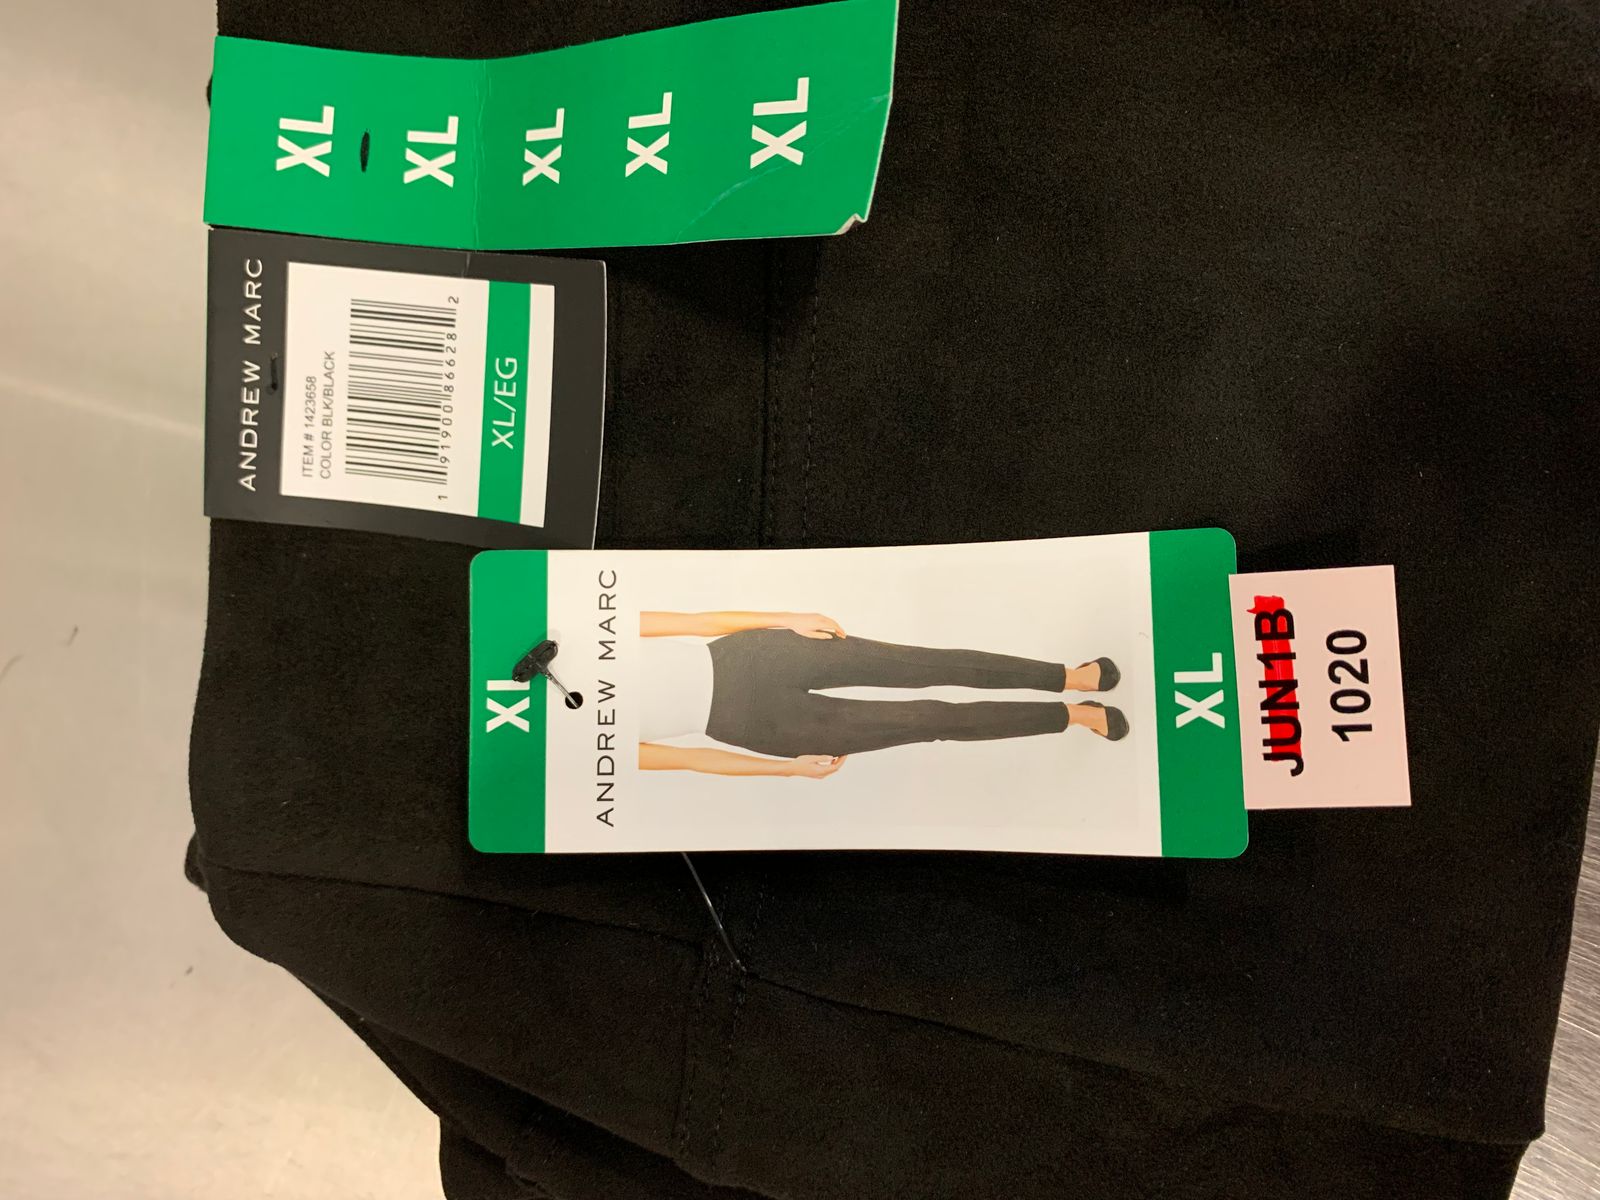 XL
XL
XL
XL
XL
ANDREW MARC
ITEM # 1423658
COLOR BLK/BLACK
1 91900 86628 2
XL/EG
XL
ANDREW MARC
XL
JUN1B
1020